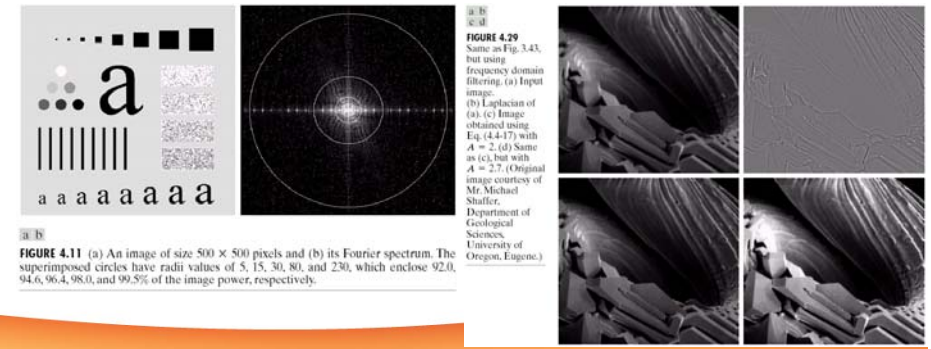 a
a a a a a a a a
a b
FIGURE 4.11 (a) An image of size 500 × 500 pixels and (b) its Fourier spectrum. The
superimposed circles have radii values of 5, 15, 30, 80, and 230, which enclose 92.0,
94.6, 96.4, 98.0, and 99.5% of the image power, respectively.
a b
c d
FIGURE 4.29
Same as Fig. 3.43,
but using
frequency domain
filtering. (a) Input
image.
(b) Laplacian of
(a). (c) Image
obtained using
Eq. (4.4-17) with
A = 2. (d) Same
as (c), but with
A = 2.7. (Original
image courtesy of
Mr. Michael
Shaffer,
Department of
Geological
Sciences,
University of
Oregon, Eugene.)